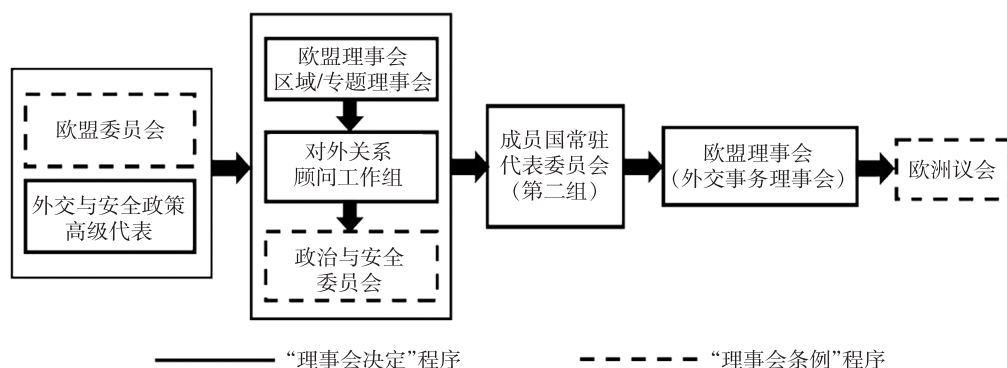 欧盟委员会
外交与安全政策
高级代表
欧盟理事会
区域/专题理事会
对外关系
顾问工作组
政治与安全
委员会
成员国常驻
代表委员会
（第二组）
欧盟理事会
（外交事务理事会）
欧洲议会
“理事会决定”程序
“理事会条例”程序